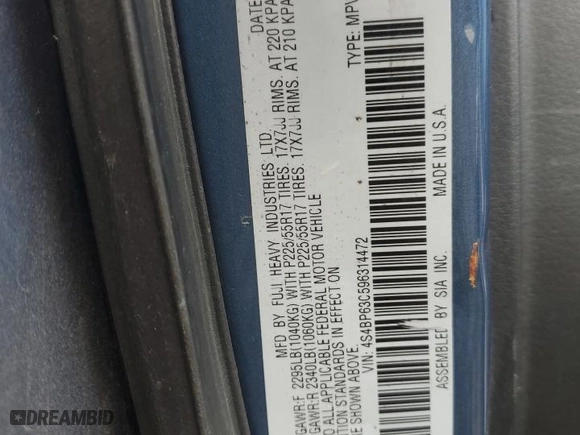 DATE
MFD BY FUJI HEAVY INDUSTRIES LTD.
GAWR:F 2295LB(1040KG) WITH P225/55R17 TIRES. 17X7JJ RIMS. AT 220 KPA
GAWR:R 2340LB(1060KG) WITH P225/55R17 TIRES. 17X7JJ RIMS. AT 210 KPA
O ALL APPLICABLE FEDERAL MOTOR VEHICLE
TION STANDARDS IN EFFECT ON
E SHOWN ABOVE.
VIN: 4S4BP63C596314472 TYPE: MPV
ASSEMBLED BY SIA INC. MADE IN U.S.A.
DREAMBID